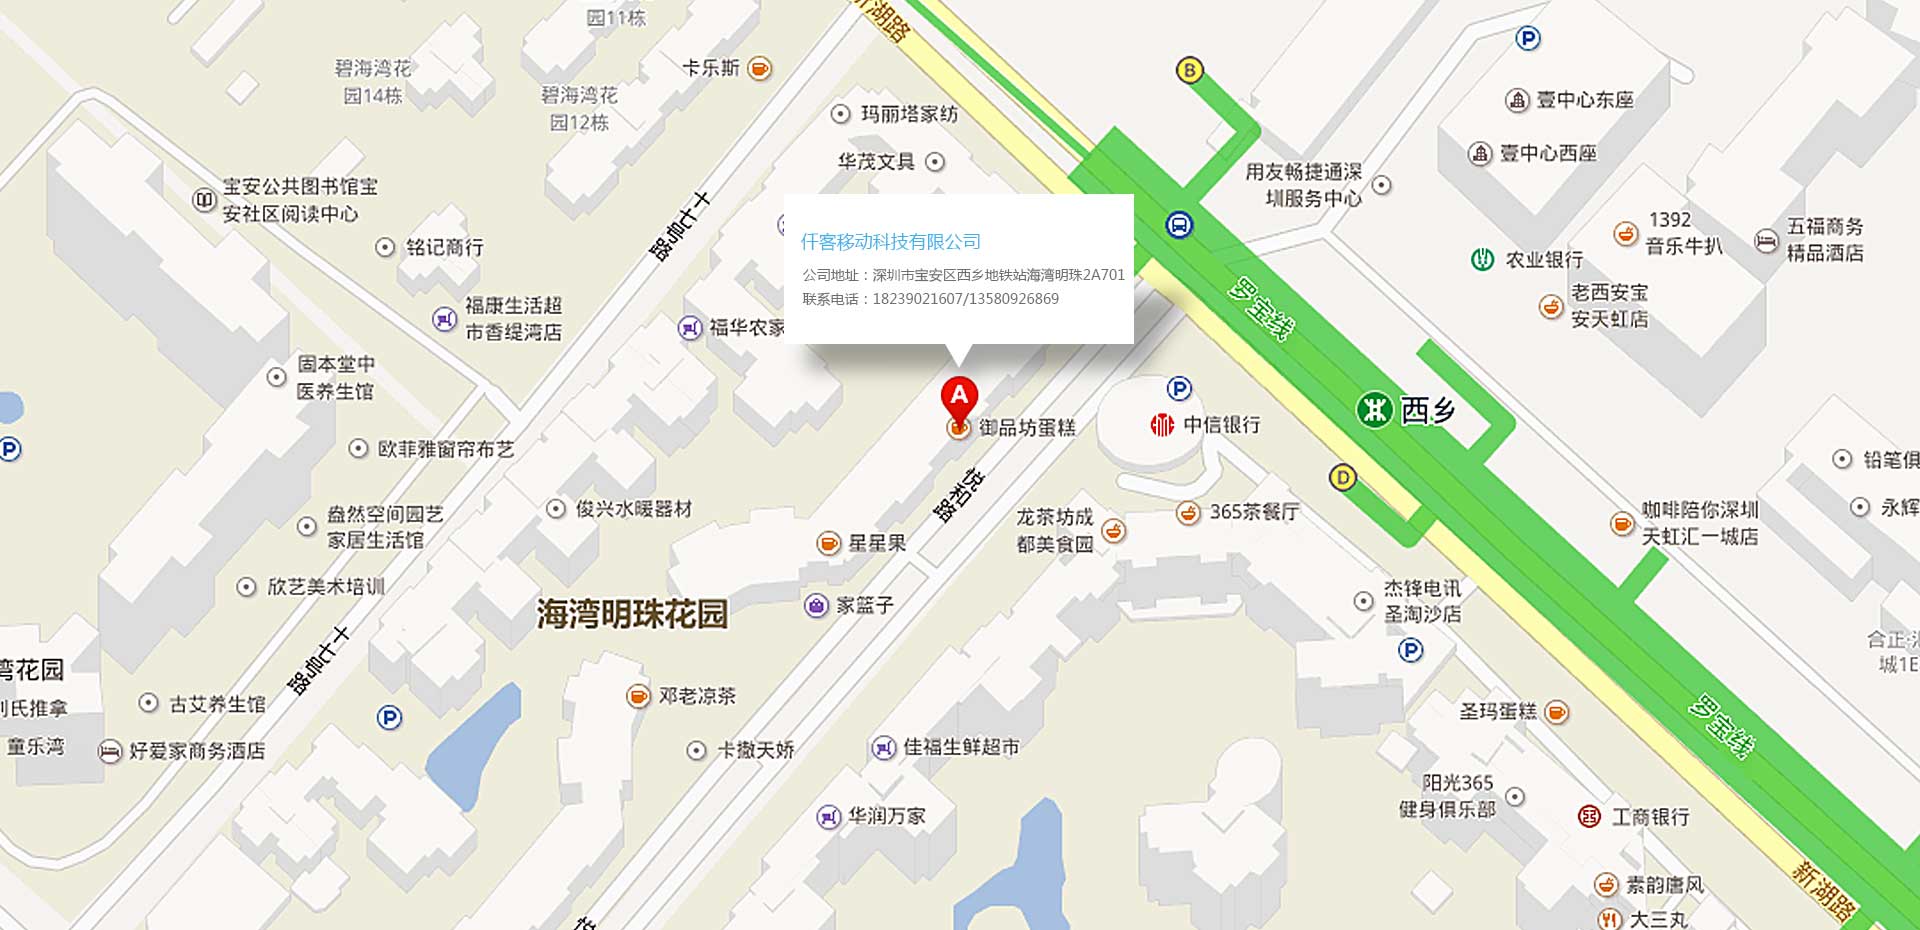 新湖路
园11栋
碧海湾花
园14栋
碧海湾花
园12栋
卡乐斯
玛丽塔家纺
华茂文具
P
B
壹中心东座
壹中心西座
用友畅捷通深
圳服务中心
宝安公共图书馆宝
安社区阅读中心
铭记商行
十七号路
1392
音乐牛扒
五福商务
精品酒店
农业银行
老西安宝
安天虹店
仟客移动科技有限公司
公司地址：深圳市宝安区西乡地铁站海湾明珠2A701
联系电话：18239021607/13580926869
福康生活超
市香缇湾店
福华农家
罗宝线
固本堂中
医养生馆
A
P
西乡
御品坊蛋糕
中信银行
P
欧菲雅窗帘布艺
铅笔俱
D
悦和路
永辉
盎然空间园艺
家居生活馆
俊兴水暖器材
星星果
龙茶坊成
都美食园
365茶餐厅
咖啡陪你深圳
天虹汇一城店
欣艺美术培训
海湾明珠花园
家篮子
杰锋电讯
圣淘沙店
P
合正·汇
城1E
十七号路
湾花园
刘氏推拿
童乐湾
古艾养生馆
P
好爱家商务酒店
邓老凉茶
卡撒天娇
佳福生鲜超市
华润万家
圣玛蛋糕
罗宝线
阳光365
健身俱乐部
工商银行
新湖路
素韵唐风
大三丸
悦